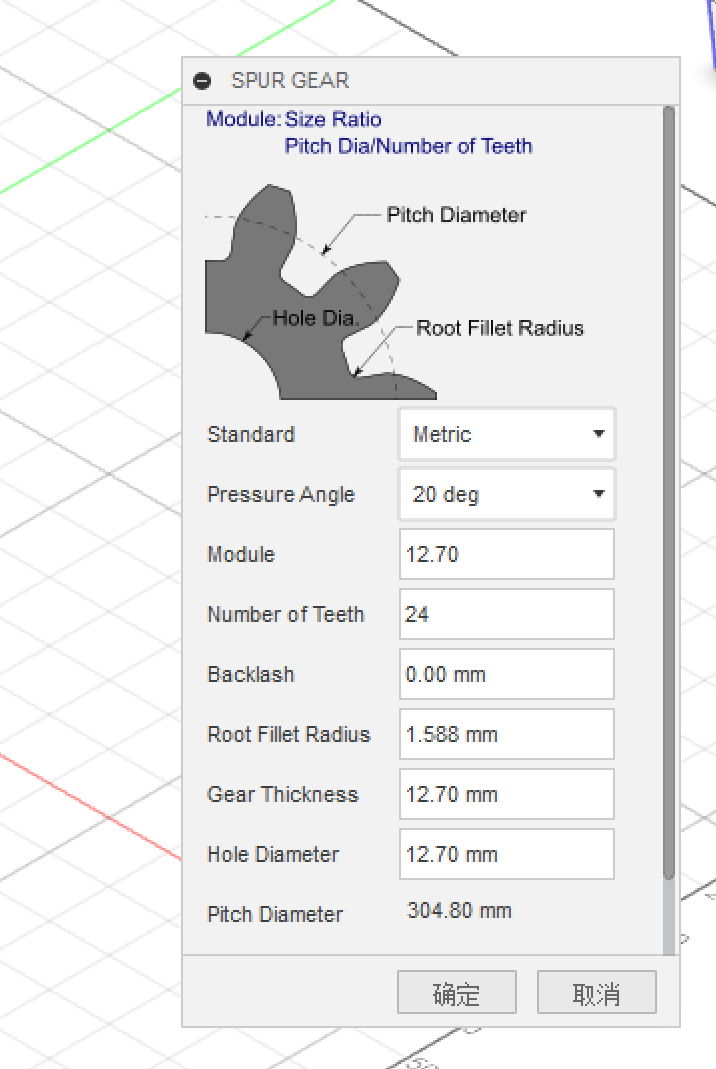 SPUR GEAR
Module: Size Ratio
Pitch Dia/Number of Teeth
Pitch Diameter
Hole Dia.
Root Fillet Radius
Standard Metric
Pressure Angle 20 deg
Module 12.70
Number of Teeth 24
Backlash 0.00 mm
Root Fillet Radius 1.588 mm
Gear Thickness 12.70 mm
Hole Diameter 12.70 mm
Pitch Diameter 304.80 mm
确定 取消